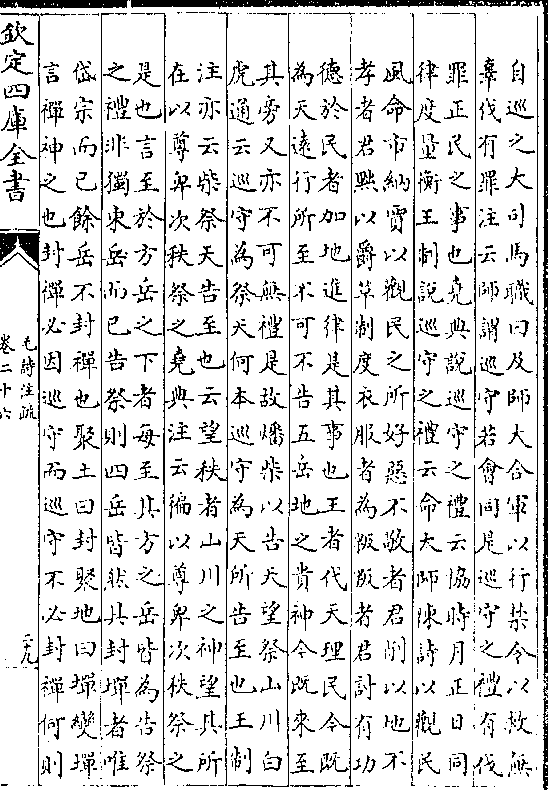 自巡之大司馬職曰及師大合軍以行禁令以救無
辜伐有罪注云師謂巡守若會同是巡守之禮有伐
罪正民之事也堯典說巡守之禮云協時月正日同
律度量衡王制說巡守之禮云命大師陳詩以觀民
風命市納賈以觀民之所好惡不敬者君削以地不
孝者君黜以爵革制度衣服者為叛叛者君討有功
德於民者加地進律是其事也王者代天理民今既
為天遠行所至不可不告五岳地之貴神今既來至
其旁又亦不可無禮是故燔柴以告天望祭山川白
虎通云巡守為祭天何本巡守為天所告至也王制
注亦云柴祭天告至也云望秩者山川之神望其所
在以尊卑次秩祭之堯典注云徧以尊卑次秩祭之
是也言至於方岳之下者每至其方之岳皆為告祭
之禮非獨東岳而已告祭則四岳皆然其封墠者唯
岱宗而已餘岳不封禪也聚土曰封聚地曰墠變墠
言禪神之也封禪必因巡守而巡守不必封禪何則
欽定四庫全書
毛詩注疏
卷二十六
三九